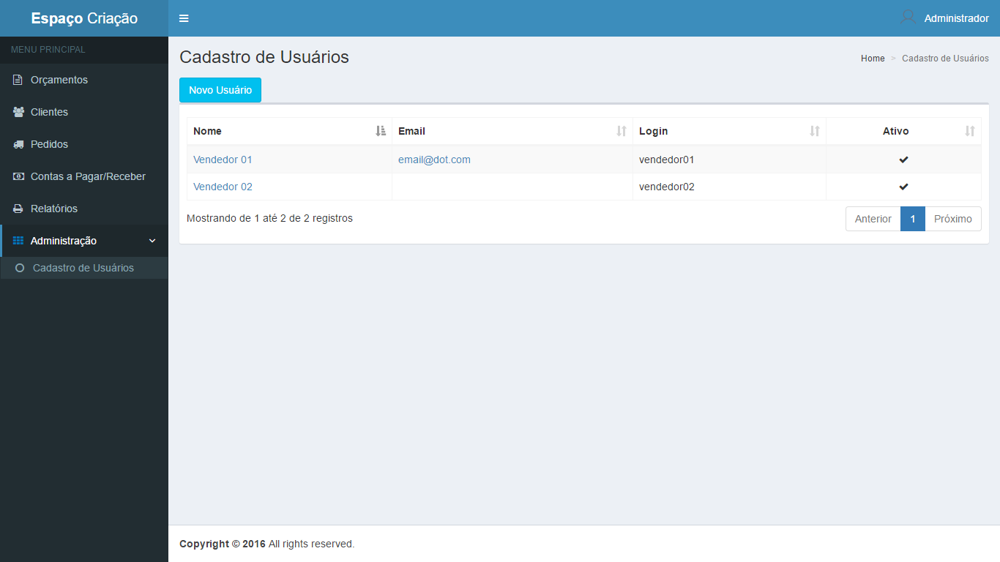 Espaço Criação
Administrador
MENU PRINCIPAL
Orçamentos
Clientes
Pedidos
Contas a Pagar/Receber
Relatórios
Administração
Cadastro de Usuários
Cadastro de Usuários
Home > Cadastro de Usuários
Novo Usuário
Nome Email Login Ativo
Vendedor 01 email@dot.com vendedor01
Vendedor 02 vendedor02
Mostrando de 1 até 2 de 2 registros
Anterior 1 Próximo
Copyright © 2016 All rights reserved.